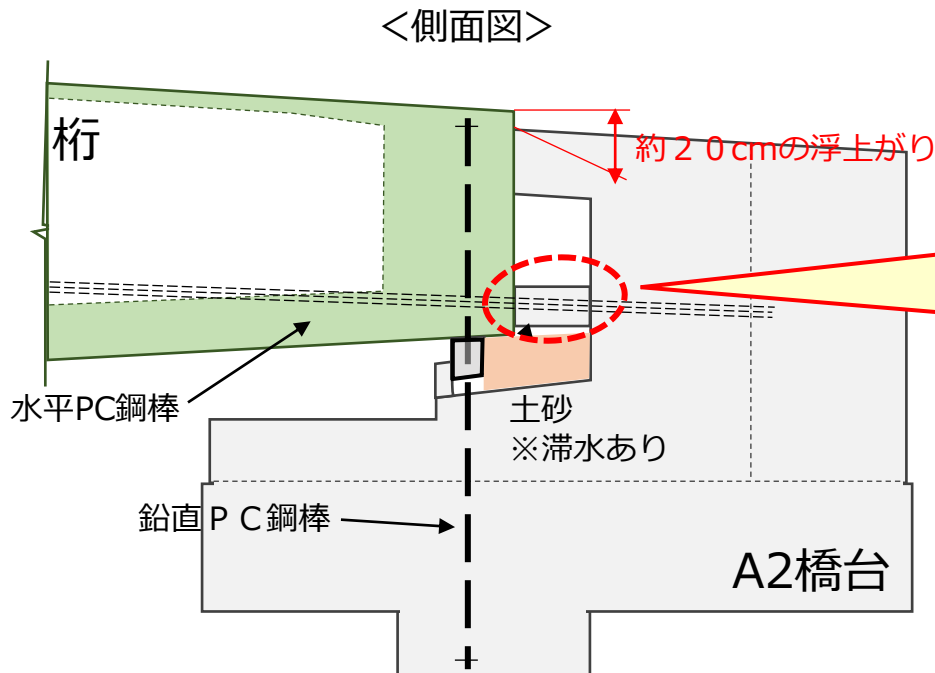 ＜側面図＞
桁
約２０cmの浮上がり
水平PC鋼棒
土砂
※滞水あり
鉛直ＰＣ鋼棒
A2橋台